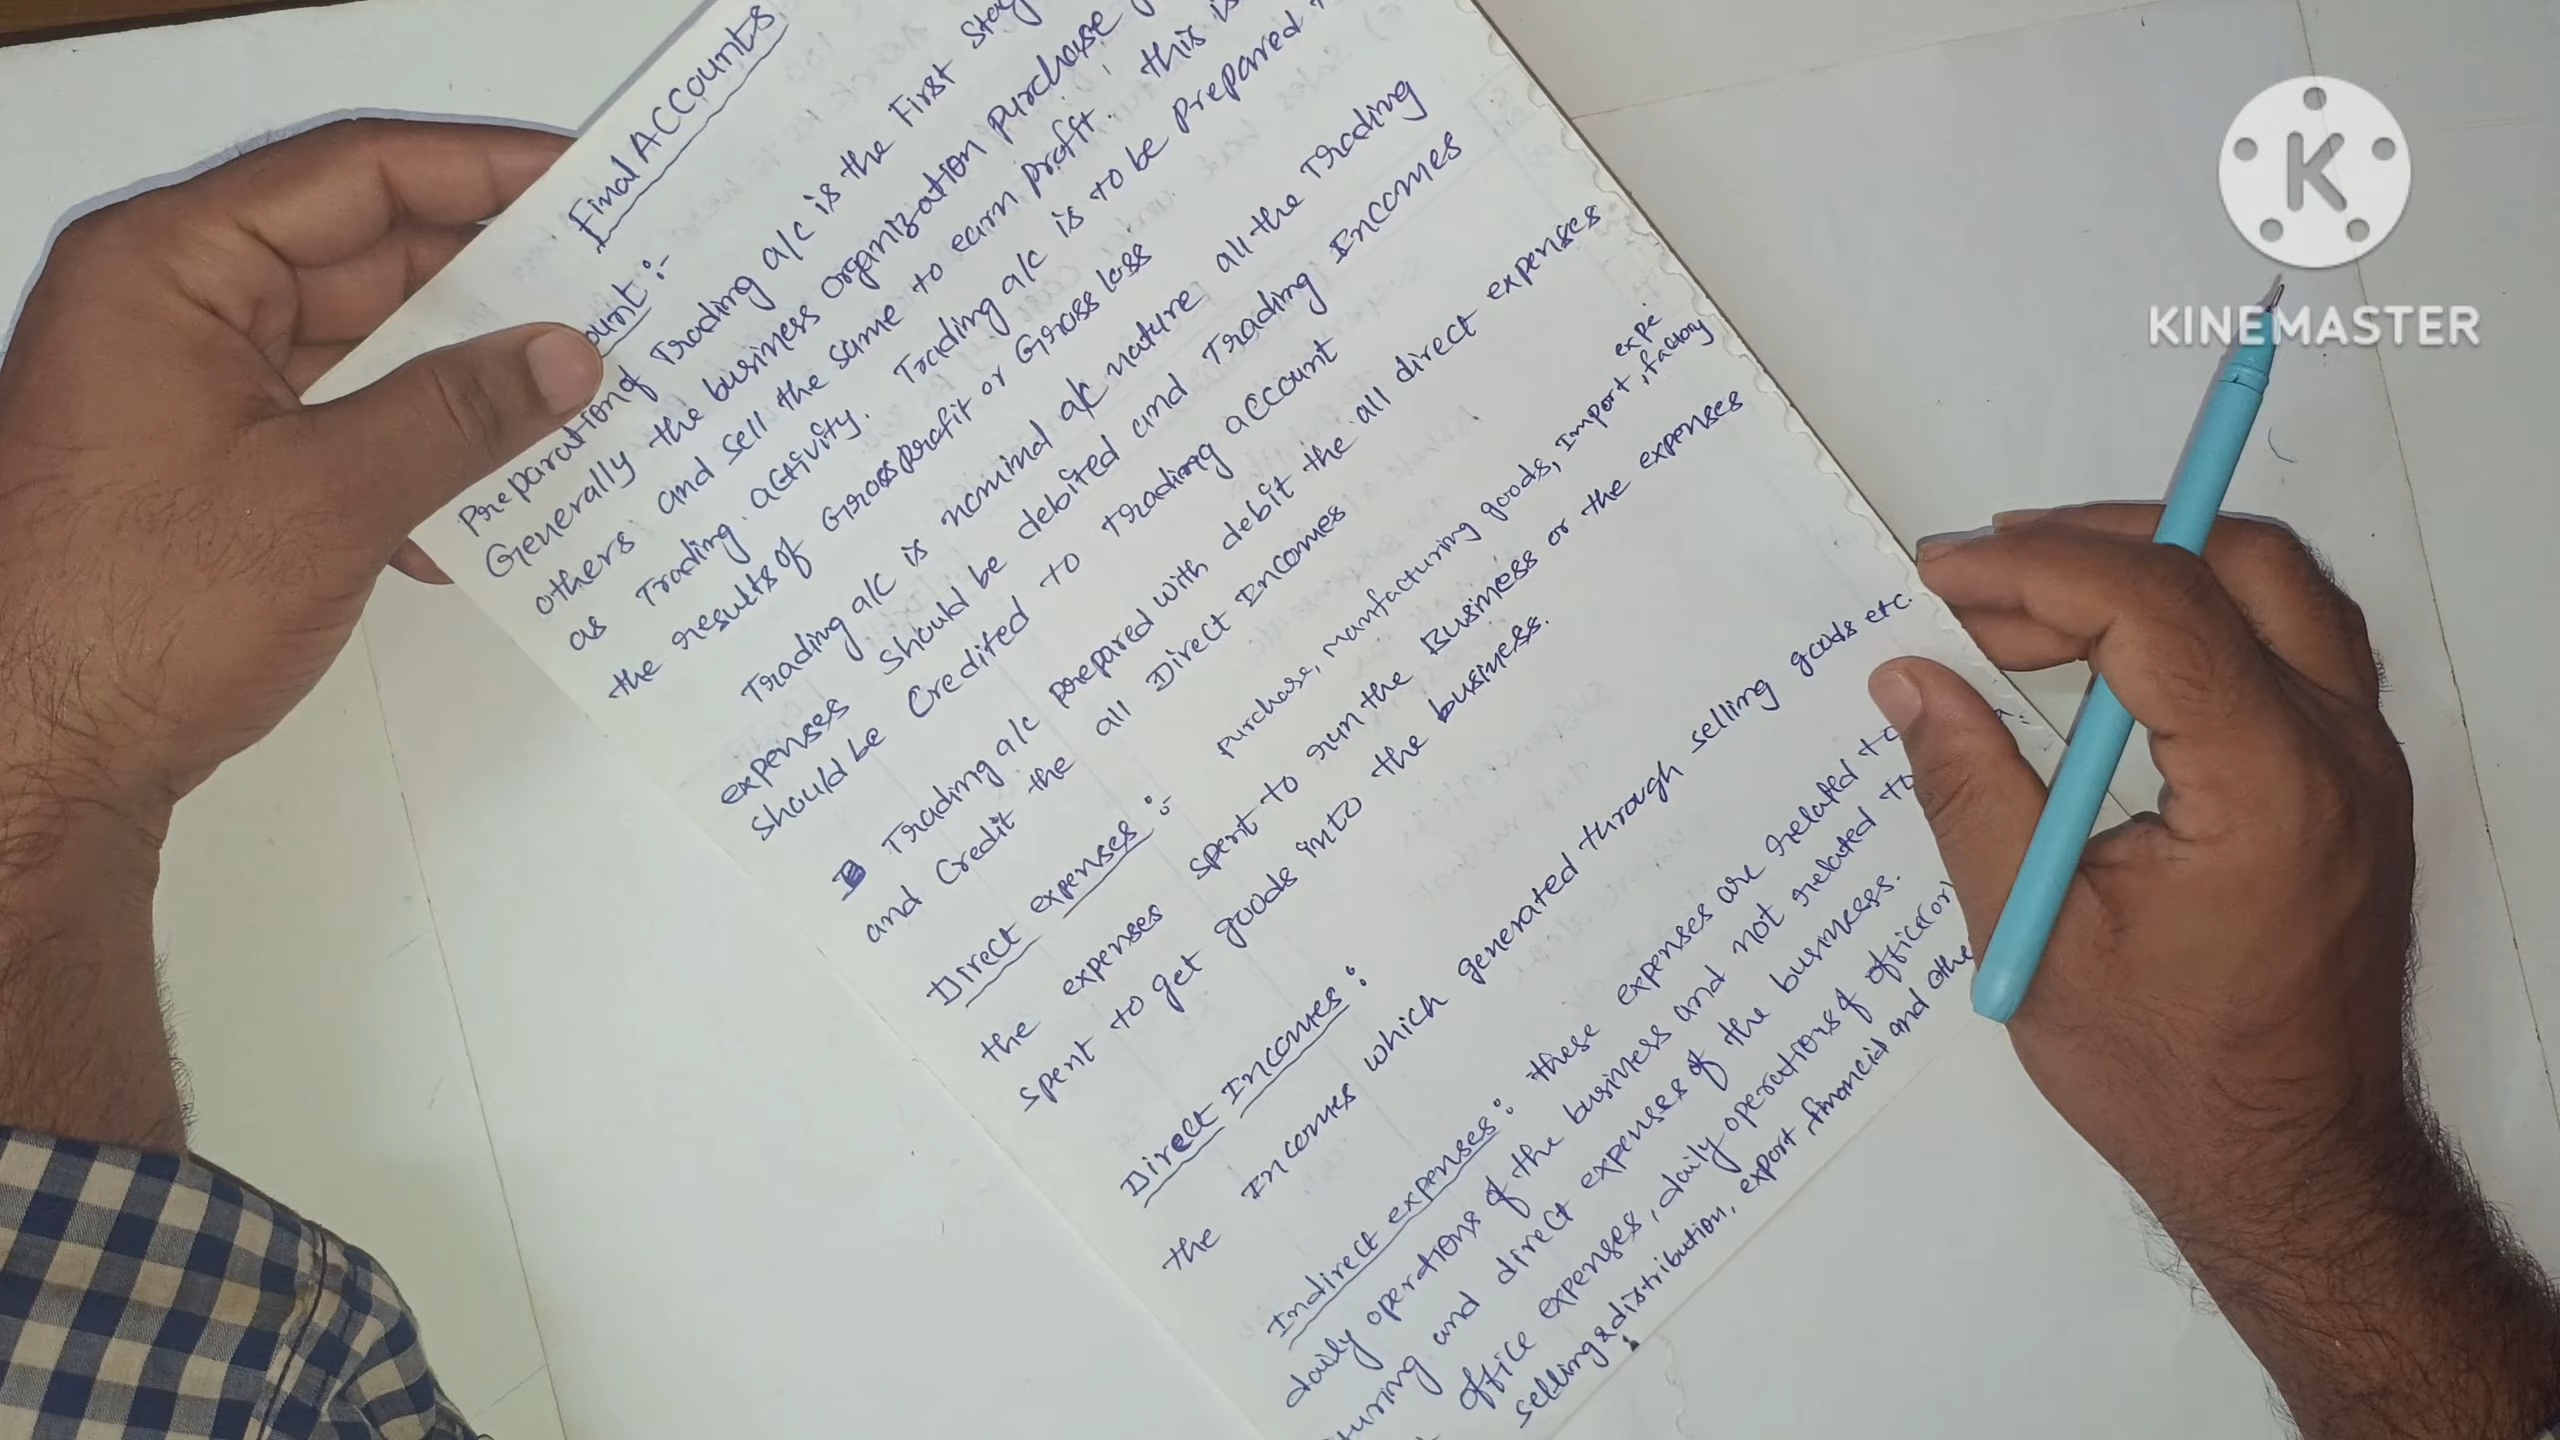 Final ACCounts
ount :-
Preparation of Trading a/c is the First
Generally the business organization purchase
others and sell the same to earn profit. this is
as Trading activity. Trading a/c is to be prepared
the results of Gross profit or Gross loss
Trading a/c is nominal a/c nature all the Trading
expenses should be debited and Trading Incomes
should be Credited to trading account
Trading a/c prepared with debit the all direct expenses
and Credit the all Direct Incomes
Direct expenses :- Purchase, manfacturing goods, Import, factory
expe
the expenses spent to run the Business or the expenses
spent to get goods into the business.
Direct Incomes :
the Incomes which generated through selling goods etc.
Indirect expenses : these expenses are related to
daily operations of the business and not related to
turing and direct expenses of the business.
office expenses, daily operations of office (or)
selling & distribution, export, financial and
KINEMASTER